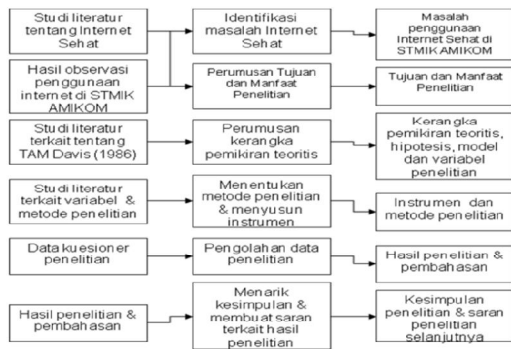 Studi literatur
tentang Internet
Sehat
Identifikasi
masalah Internet
Sehat
Masalah
penggunaan
Internet Sehat di
STMIK AMIKOM
Hasil observasi
penggunaan
internet di STMIK
AMIKOM
Perumusan Tujuan
dan Manfaat
Penelitian
Tujuan dan Manfaat
Penelitian
Studi literatur
terkait tentang
TAM Davis (1986)
Perumusan
kerangka
pemikiran teoritis
Kerangka
pemikiran teoritis,
hipotesis, model
dan variabel
penelitian
Studi literatur
terkait variabel &
metode penelitian
Menentukan
metode penelitian
& menyusun
instrumen
Instrumen dan
metode penelitian
Data kuesioner
penelitian
Pengolahan data
penelitian
Hasil penelitian &
pembahasan
Hasil penelitian &
pembahasan
Menarik
kesimpulan &
membuat saran
terkait hasil
penelitian
Kesimpulan
penelitian & saran
penelitian
selanjutnya